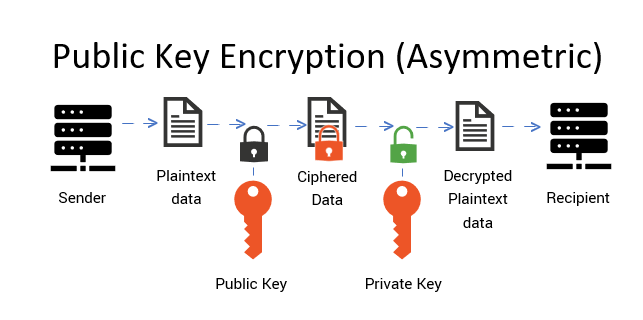 Public Key Encryption (Asymmetric)
Sender
Plaintext
data
Public Key
Ciphered
Data
Private Key
Decrypted
Plaintext
data
Recipient